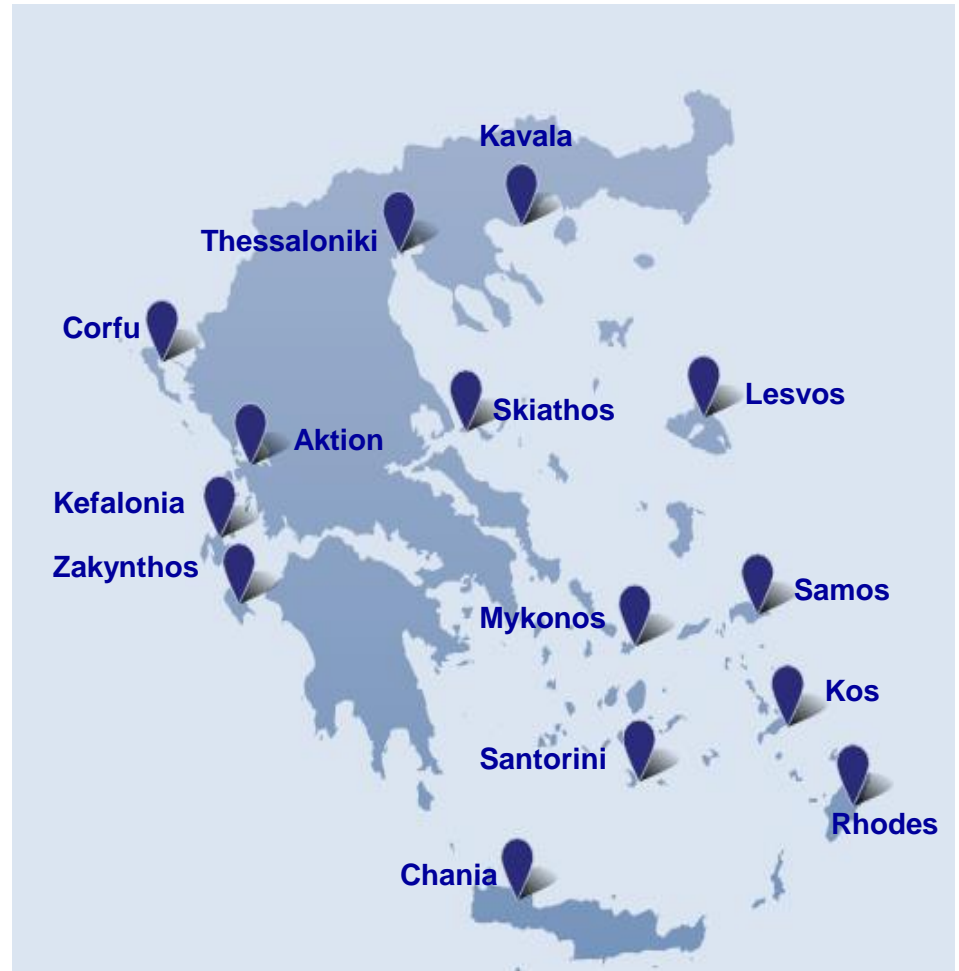 Kavala
Thessaloniki
Corfu
Lesvos
Skiathos
Aktion
Kefalonia
Zakynthos
Samos
Mykonos
Kos
Santorini
Rhodes
Chania